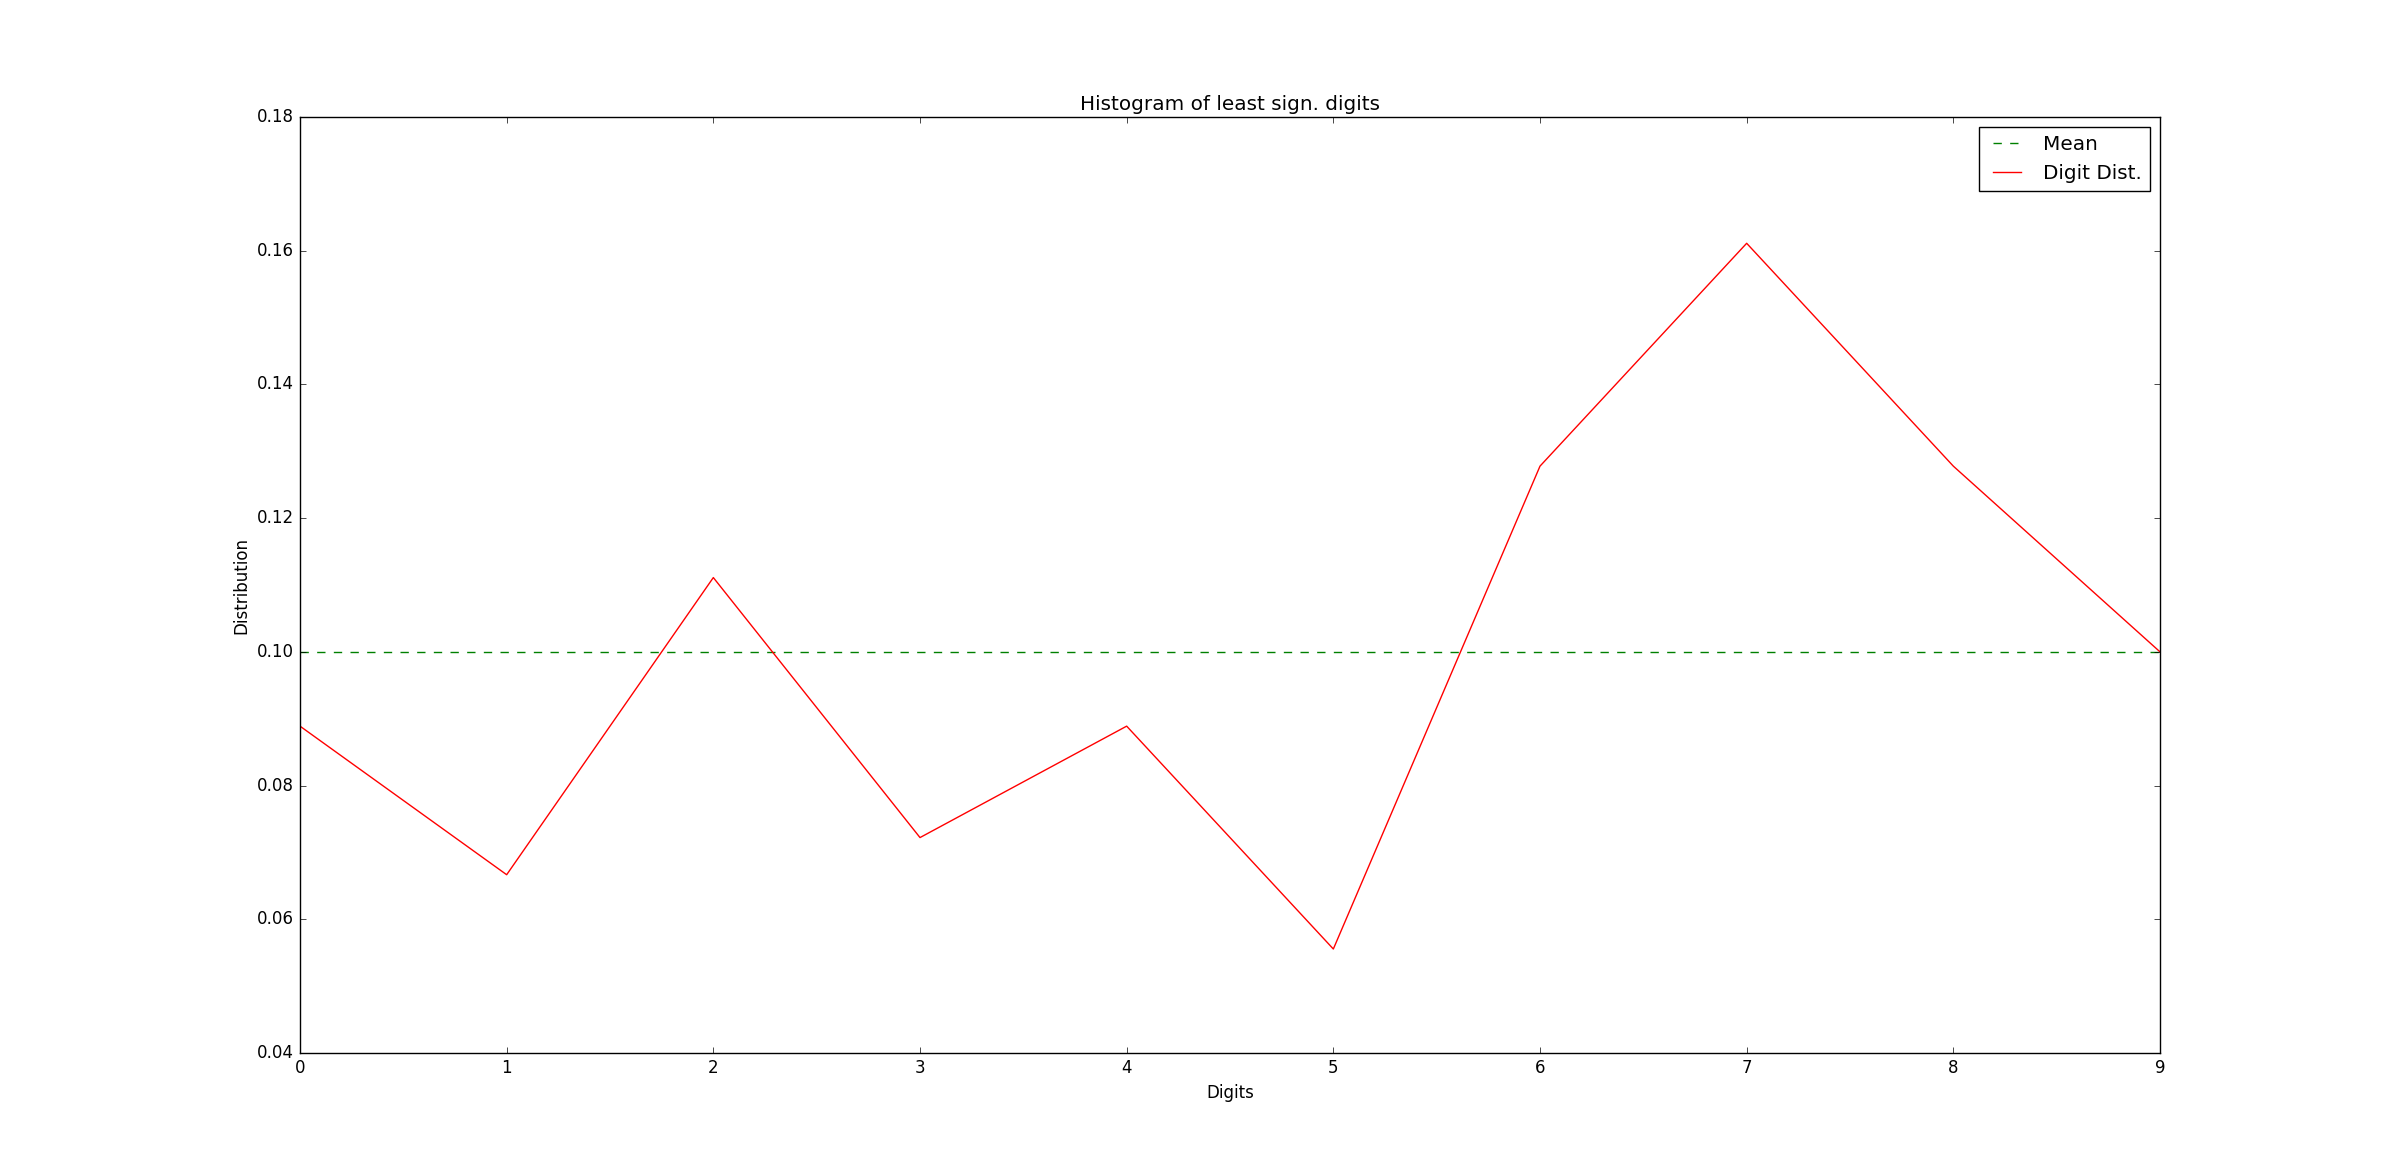 Histogram of least sign. digits
0.18
0.16
0.14
0.12
0.10
0.08
0.06
0.04
Distribution
Mean
Digit Dist.
0 1 2 3 4 5 6 7 8 9
Digits